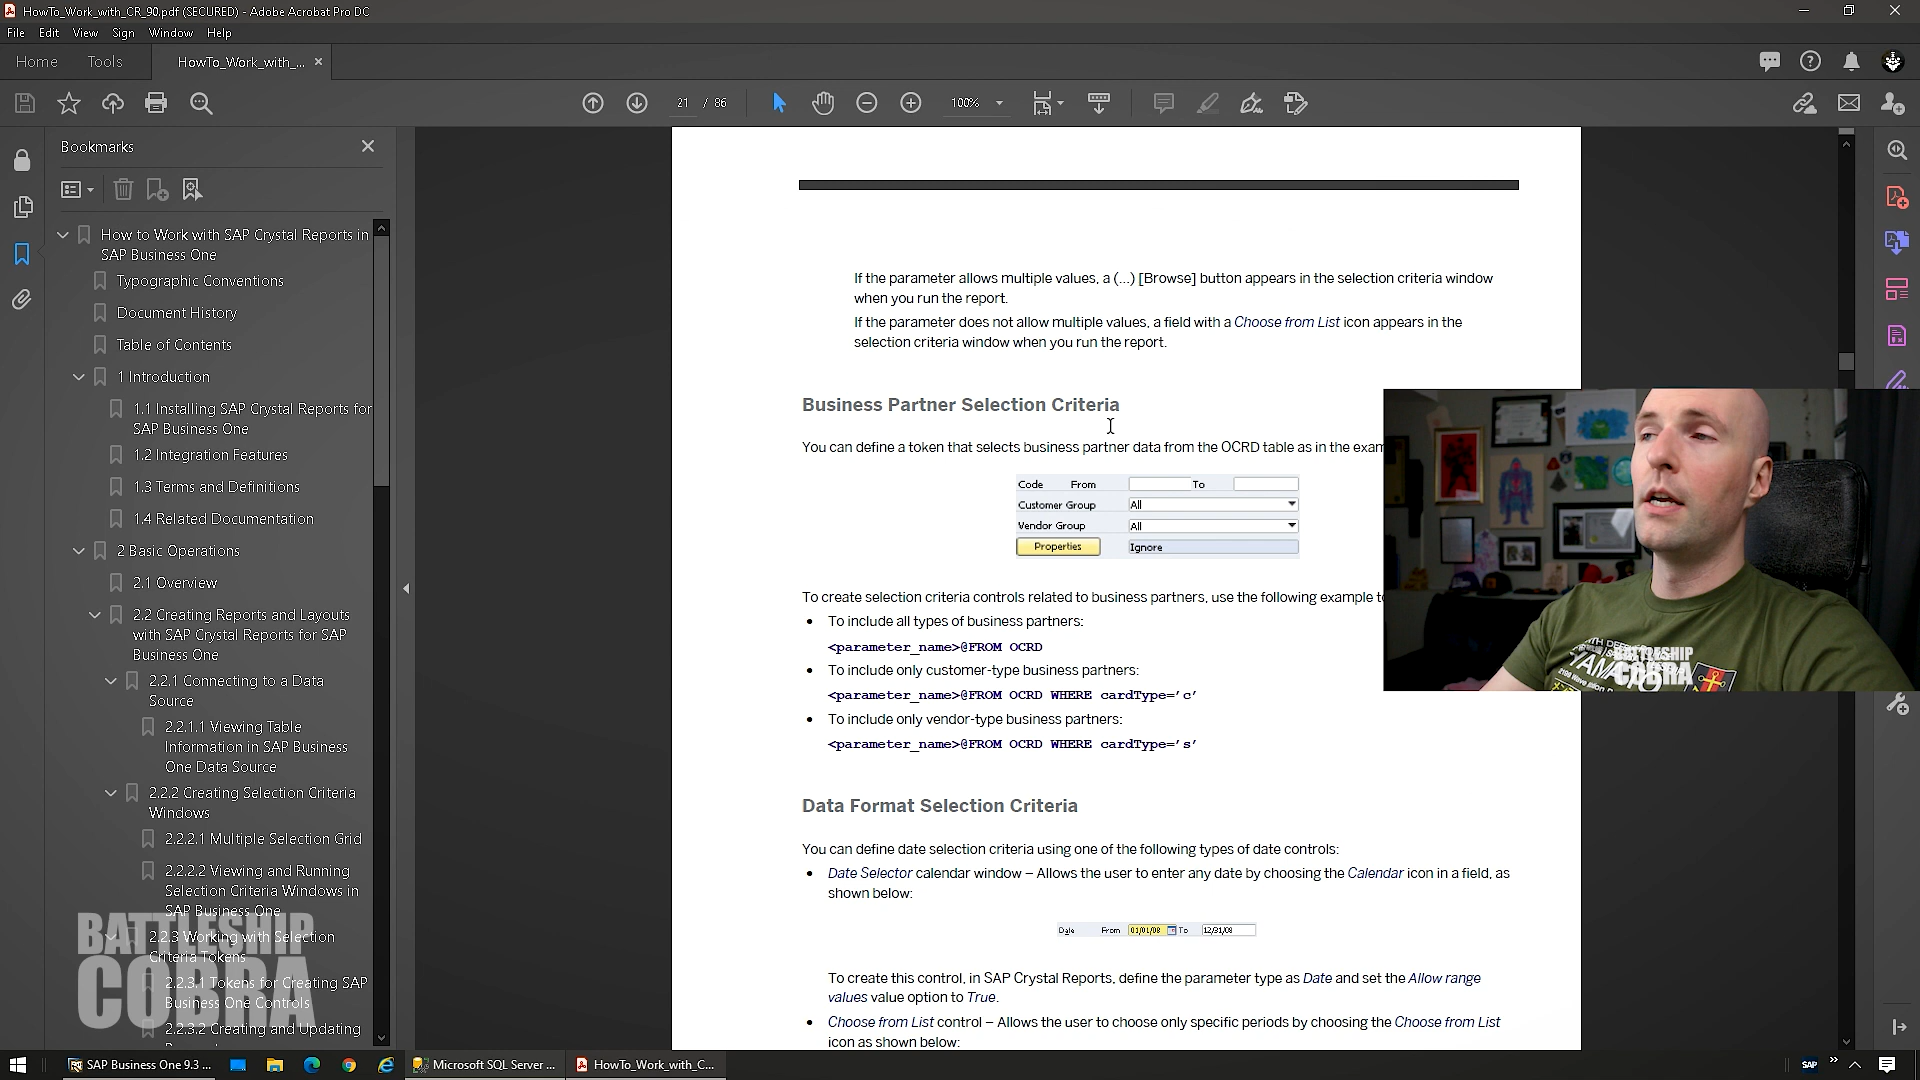 HowTo_Work_with_CR_90.pdf (SECURED) - Adobe Acrobat Pro DC
File Edit View Sign Window Help
Home Tools HowTo_Work_with_... ×
21 / 86 100%
Bookmarks
How to Work with SAP Crystal Reports in
SAP Business One
Typographic Conventions
Document History
Table of Contents
1 Introduction
1.1 Installing SAP Crystal Reports for
SAP Business One
1.2 Integration Features
1.3 Terms and Definitions
1.4 Related Documentation
2 Basic Operations
2.1 Overview
2.2 Creating Reports and Layouts
with SAP Crystal Reports for SAP
Business One
2.2.1 Connecting to a Data
Source
2.2.1.1 Viewing Table
Information in SAP Business
One Data Source
2.2.2 Creating Selection Criteria
Windows
2.2.2.1 Multiple Selection Grid
2.2.2.2 Viewing and Running
Selection Criteria Windows in
SAP Business One
2.2.3 Working with Selection
Criteria Tokens
2.2.3.1 Tokens for Creating SAP
Business One Controls
2.2.3.2 Creating and Updating
BATTLESHIP
COBRA
If the parameter allows multiple values, a (...) [Browse] button appears in the selection criteria window
when you run the report.
If the parameter does not allow multiple values, a field with a Choose from List icon appears in the
selection criteria window when you run the report.
Business Partner Selection Criteria
You can define a token that selects business partner data from the OCRD table as in the exam
Code From To
Customer Group All
Vendor Group All
Properties Ignore
To create selection criteria controls related to business partners, use the following example t
• To include all types of business partners:
<parameter_name>@FROM OCRD
• To include only customer-type business partners:
<parameter_name>@FROM OCRD WHERE cardType='c'
• To include only vendor-type business partners:
<parameter_name>@FROM OCRD WHERE cardType='s'
Data Format Selection Criteria
You can define date selection criteria using one of the following types of date controls:
• Date Selector calendar window – Allows the user to enter any date by choosing the Calendar icon in a field, as
shown below:
Date From 01/01/08 To 12/31/08
To create this control, in SAP Crystal Reports, define the parameter type as Date and set the Allow range
values value option to True.
• Choose from List control – Allows the user to choose only specific periods by choosing the Choose from List
icon as shown below:
BATTLESHIP
COBRA
SAP Business One 9.3 ... Microsoft SQL Server ... HowTo_Work_with_C... SAP